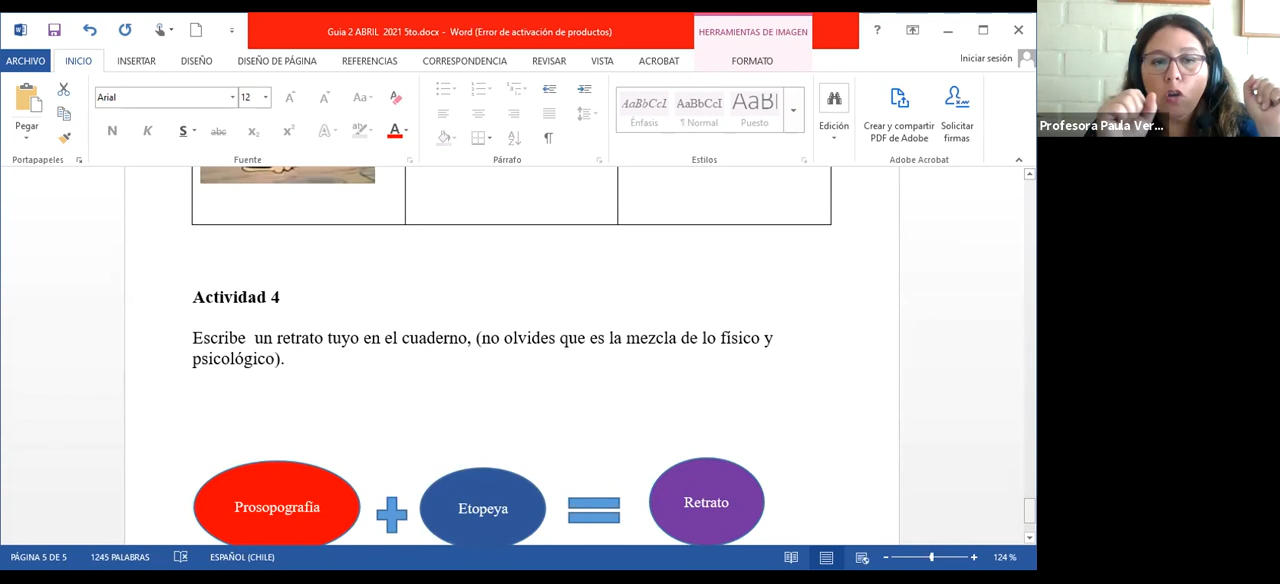 Guia 2 ABRIL 2021 5to.docx - Word (Error de activación de productos)
HERRAMIENTAS DE IMAGEN
?
ARCHIVO INICIO INSERTAR DISEÑO DISEÑO DE PÁGINA REFERENCIAS CORRESPONDENCIA REVISAR VISTA ACROBAT FORMATO
Iniciar sesión
Arial 12 Aa
Pegar
N K S abc x₂ x² A A
AaBbCcI AaBbCcI AaBl
Énfasis ¶ Normal Puesto
Edición
Crear y compartir PDF de Adobe
Solicitar firmas
Portapapeles Fuente Párrafo Estilos Adobe Acrobat
Profesora Paula Ver...
Actividad 4
Escribe un retrato tuyo en el cuaderno, (no olvides que es la mezcla de lo físico y
psicológico).
Prosopografía
Etopeya
Retrato
PÁGINA 5 DE 5 1245 PALABRAS ESPAÑOL (CHILE) 124 %